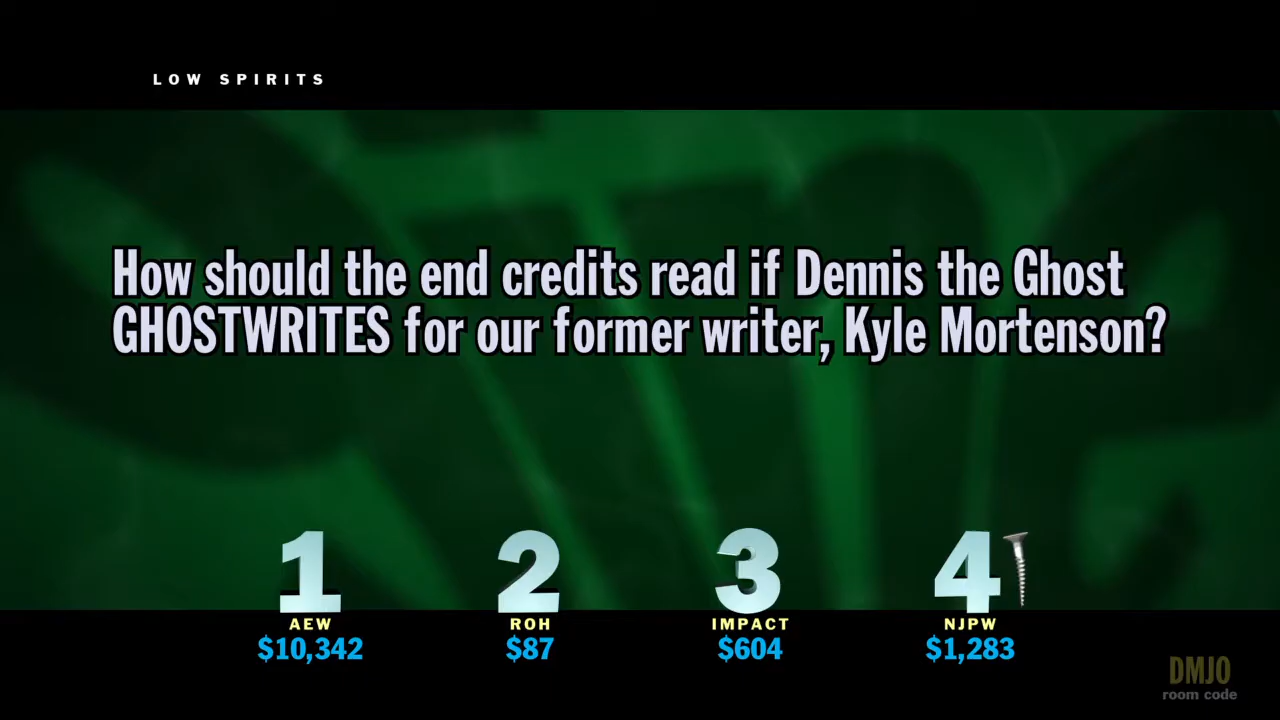 LOW SPIRITS
How should the end credits read if Dennis the Ghost
GHOSTWRITES for our former writer, Kyle Mortenson?
1 2 3 4
AEW ROH IMPACT NJPW
$10,342 $87 $604 $1,283
DMJO
room code